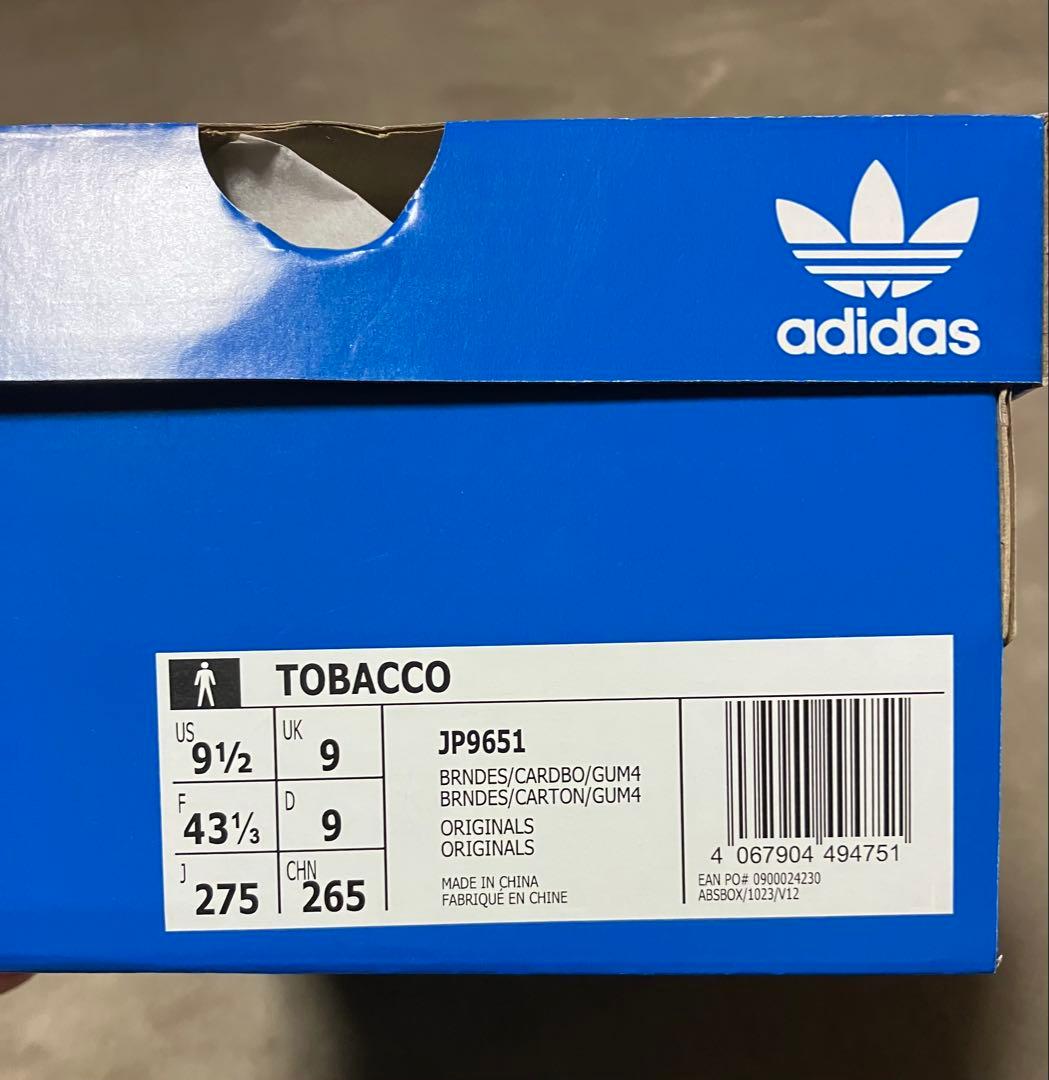 adidas
TOBACCO
US 9½ UK 9
F 43⅓ D 9
J 275 CHN 265
JP9651
BRNDES/CARDBO/GUM4
BRNDES/CARTON/GUM4
ORIGINALS
ORIGINALS
MADE IN CHINA
FABRIQUÉ EN CHINE
4 067904 494751
EAN PO# 0900024230
ABSBOX/1023/V12